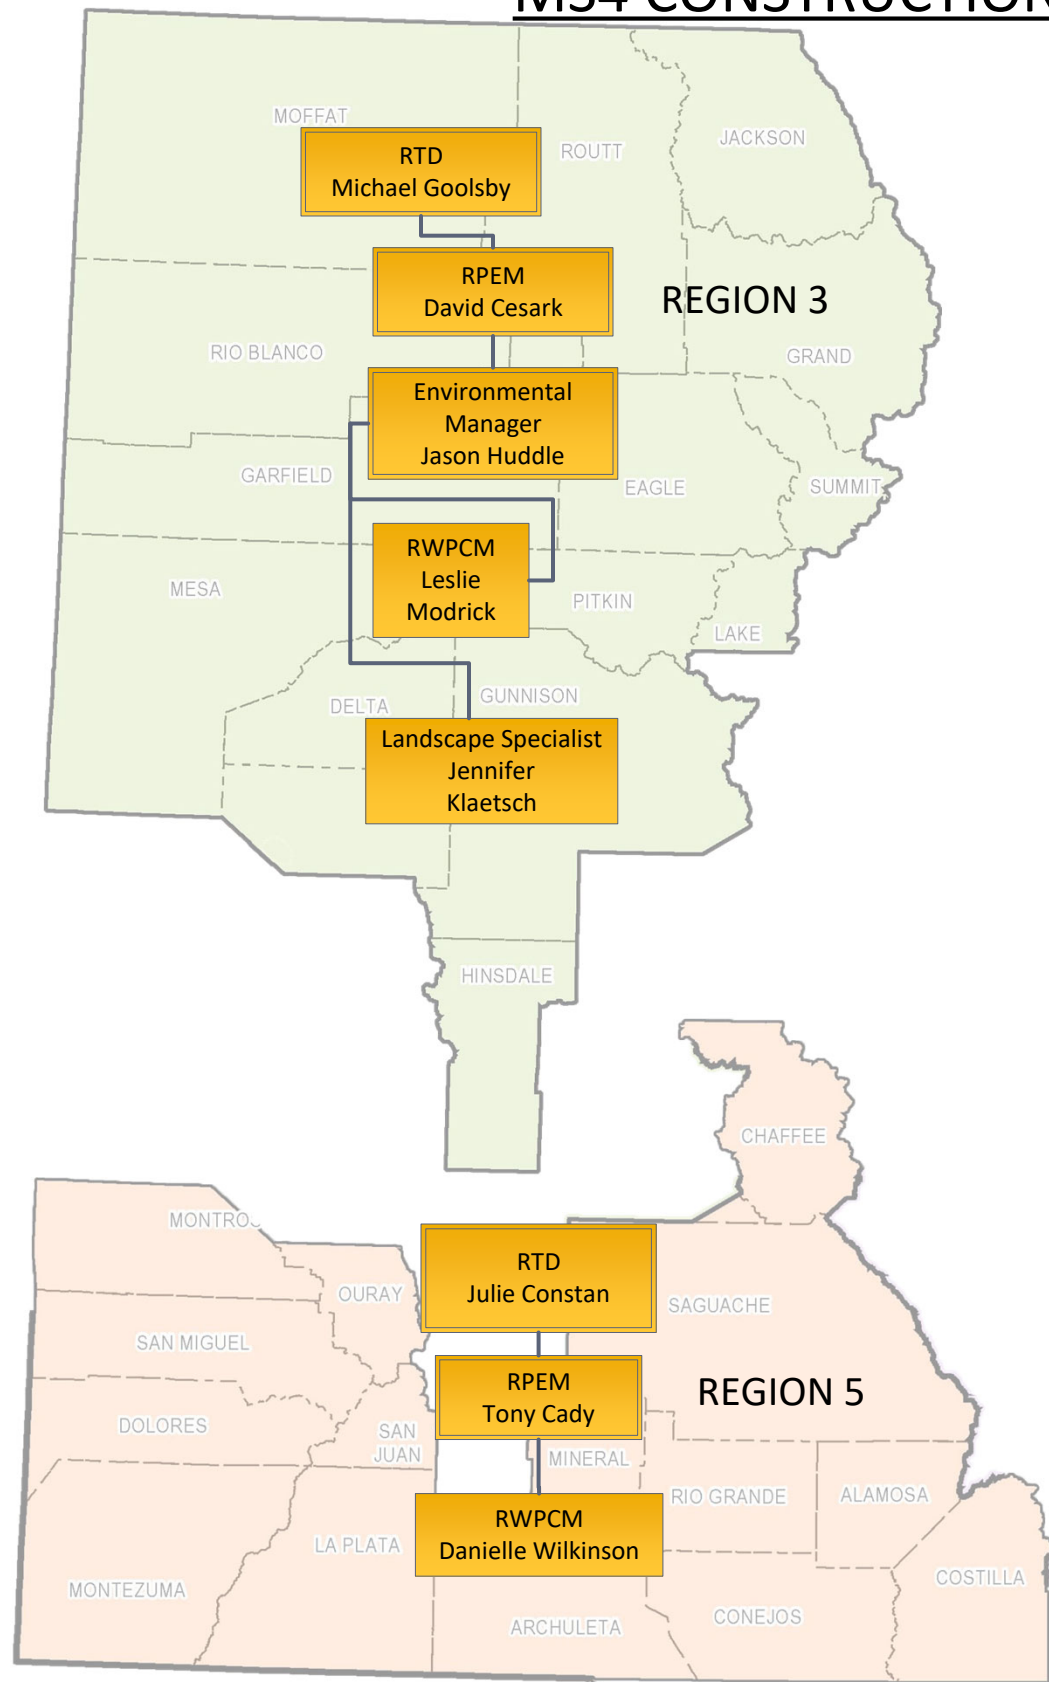 MS4 CONSTRUCTION
MOFFAT
JACKSON
ROUTT
RTD
Michael Goolsby
RPEM
David Cesark
REGION 3
RIO BLANCO
GRAND
Environmental
Manager
Jason Huddle
GARFIELD
EAGLE
SUMMIT
RWPCM
Leslie
Modrick
MESA
PITKIN
LAKE
GUNNISON
DELTA
Landscape Specialist
Jennifer
Klaetsch
HINSDALE
CHAFFEE
MONTRO
RTD
Julie Constan
OURAY
SAGUACHE
SAN MIGUEL
RPEM
Tony Cady
REGION 5
DOLORES
SAN
JUAN
MINERAL
RIO GRANDE
ALAMOSA
RWPCM
Danielle Wilkinson
LA PLATA
MONTEZUMA
COSTILLA
ARCHULETA
CONEJOS